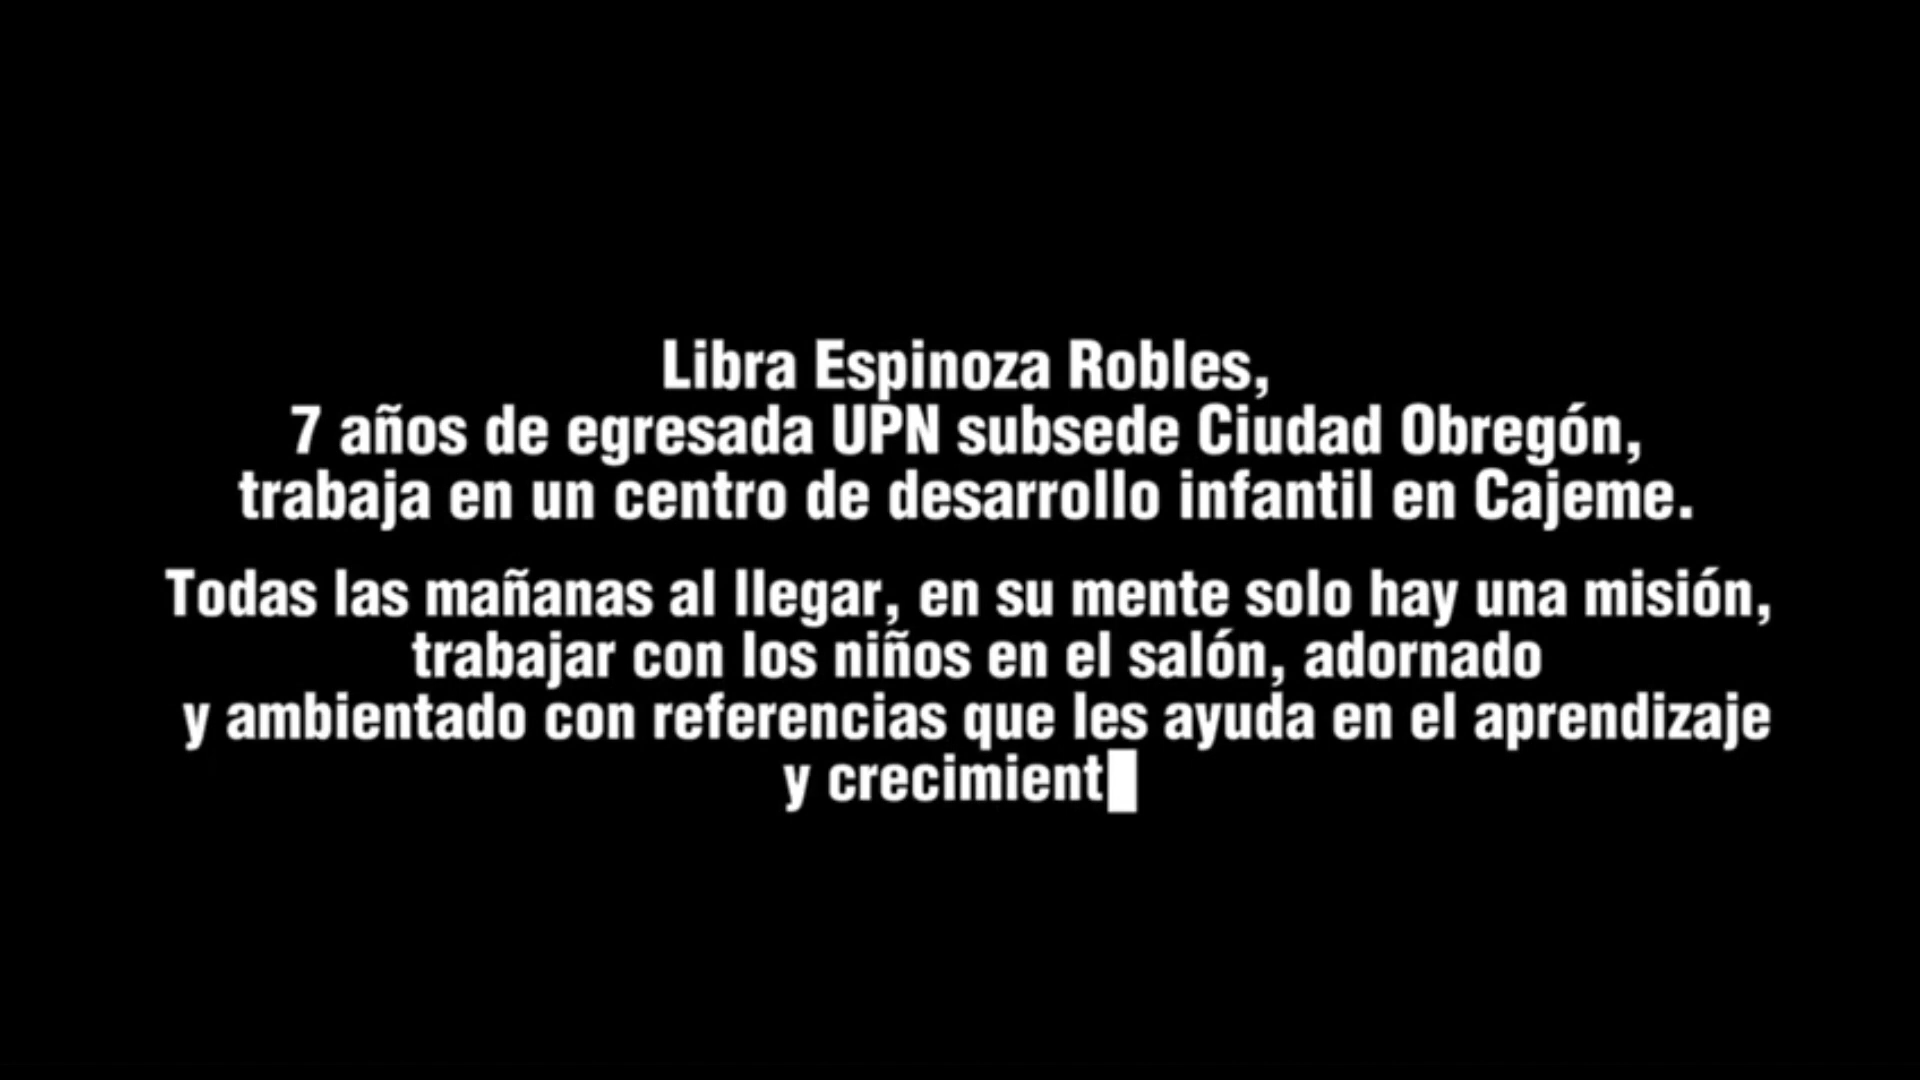 Libra Espinoza Robles,
7 años de egresada UPN subsede Ciudad Obregón,
trabaja en un centro de desarrollo infantil en Cajeme.
Todas las mañanas al llegar, en su mente solo hay una misión,
trabajar con los niños en el salón, adornado
y ambientado con referencias que les ayuda en el aprendizaje
y crecimient